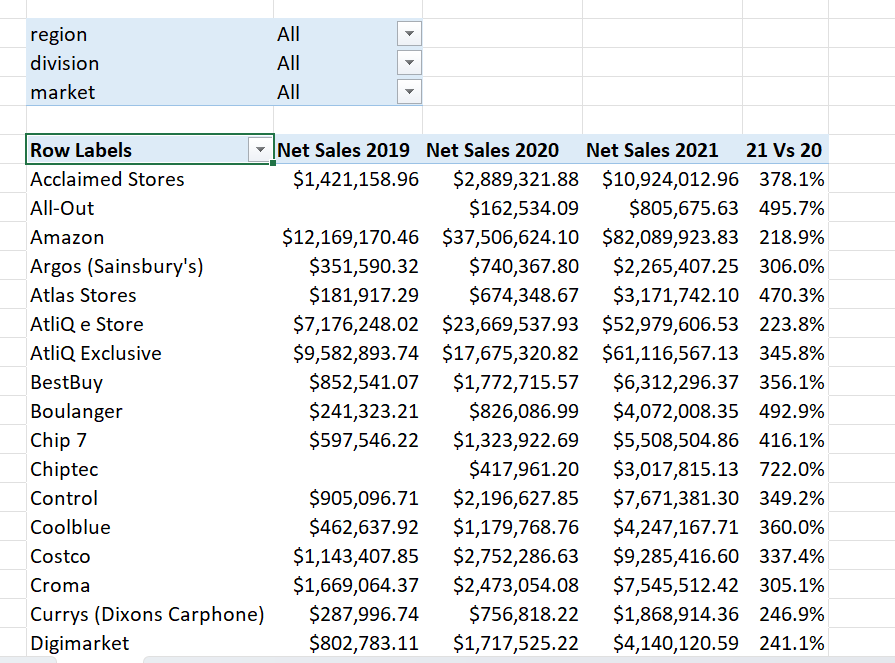 region All
division All
market All
Row Labels Net Sales 2019 Net Sales 2020 Net Sales 2021 21 Vs 20
Acclaimed Stores $1,421,158.96 $2,889,321.88 $10,924,012.96 378.1%
All-Out $162,534.09 $805,675.63 495.7%
Amazon $12,169,170.46 $37,506,624.10 $82,089,923.83 218.9%
Argos (Sainsbury's) $351,590.32 $740,367.80 $2,265,407.25 306.0%
Atlas Stores $181,917.29 $674,348.67 $3,171,742.10 470.3%
AtliQ e Store $7,176,248.02 $23,669,537.93 $52,979,606.53 223.8%
AtliQ Exclusive $9,582,893.74 $17,675,320.82 $61,116,567.13 345.8%
BestBuy $852,541.07 $1,772,715.57 $6,312,296.37 356.1%
Boulanger $241,323.21 $826,086.99 $4,072,008.35 492.9%
Chip 7 $597,546.22 $1,323,922.69 $5,508,504.86 416.1%
Chiptec $417,961.20 $3,017,815.13 722.0%
Control $905,096.71 $2,196,627.85 $7,671,381.30 349.2%
Coolblue $462,637.92 $1,179,768.76 $4,247,167.71 360.0%
Costco $1,143,407.85 $2,752,286.63 $9,285,416.60 337.4%
Croma $1,669,064.37 $2,473,054.08 $7,545,512.42 305.1%
Currys (Dixons Carphone) $287,996.74 $756,818.22 $1,868,914.36 246.9%
Digimarket $802,783.11 $1,717,525.22 $4,140,120.59 241.1%